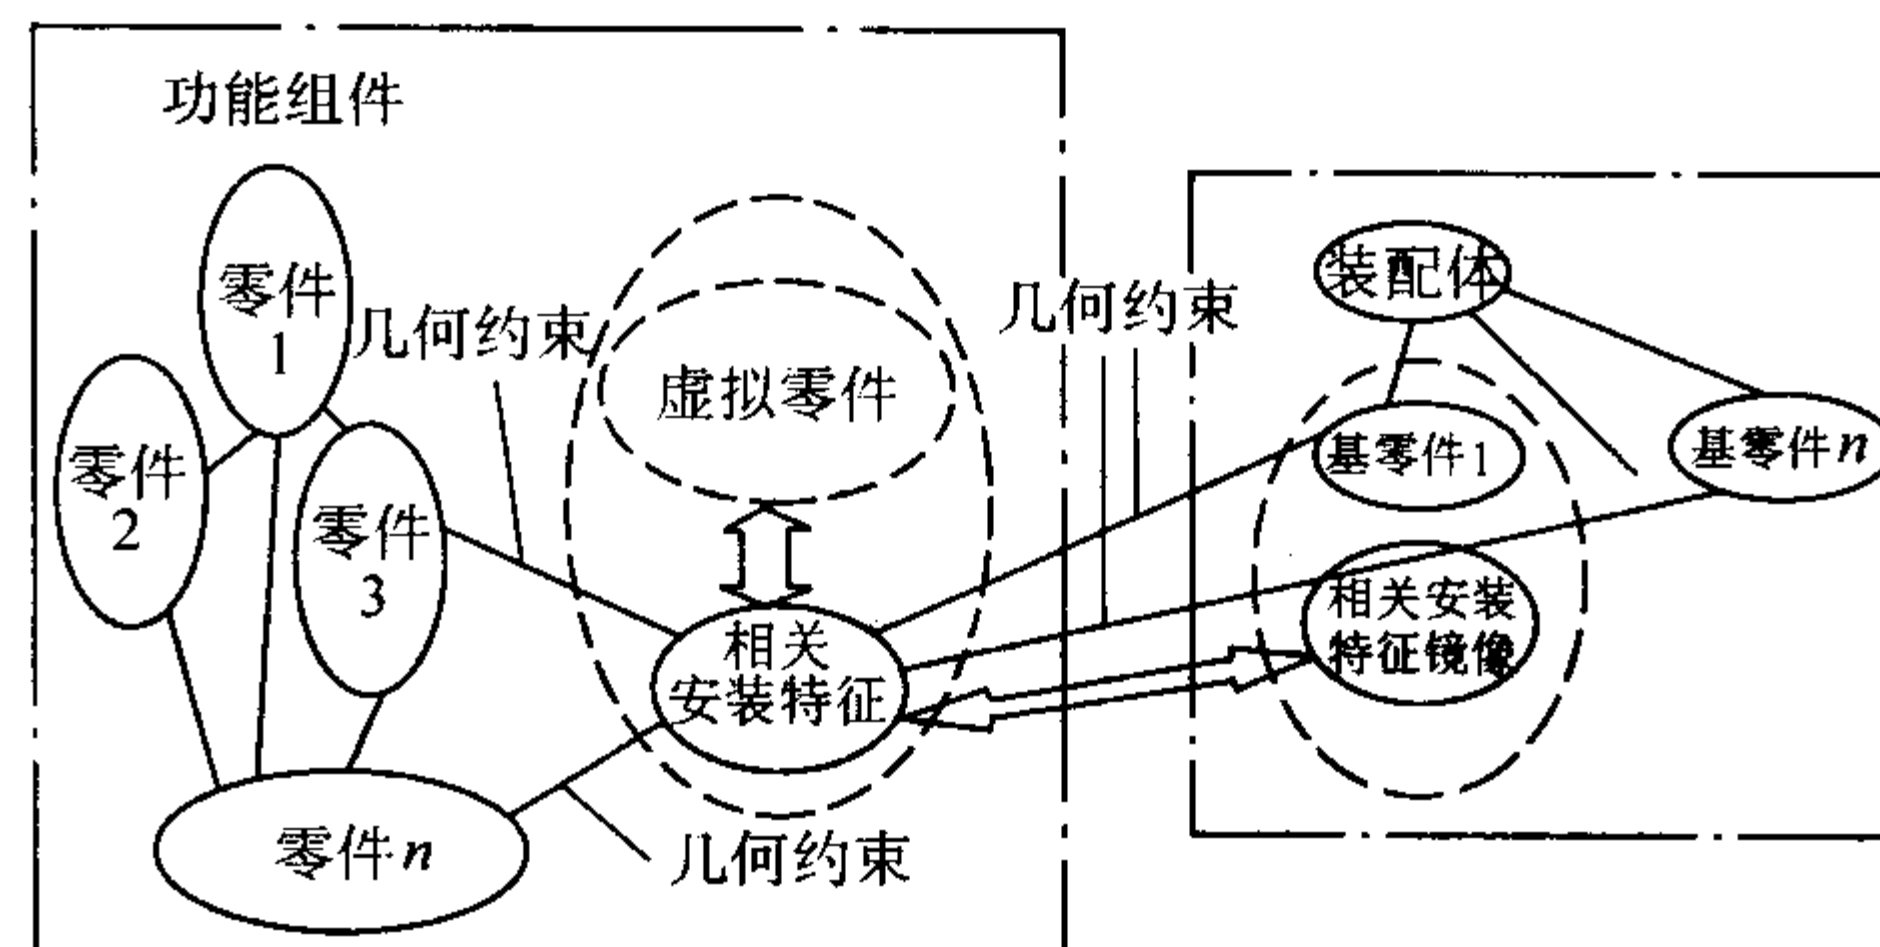 功能组件
零件
1
几何约束
零件
2
零件
3
虚拟零件
相关
安装特征
零件n
几何约束
几何约束
装配体
基零件1
基零件n
相关安装
特征镜像